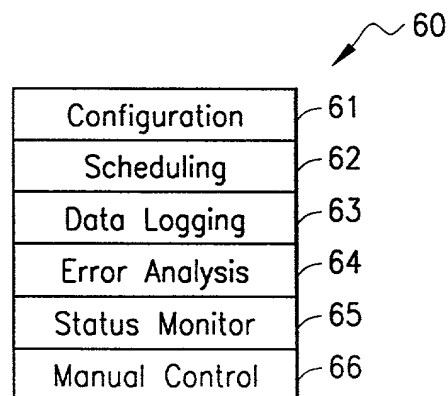 60
Configuration 61
Scheduling 62
Data Logging 63
Error Analysis 64
Status Monitor 65
Manual Control 66